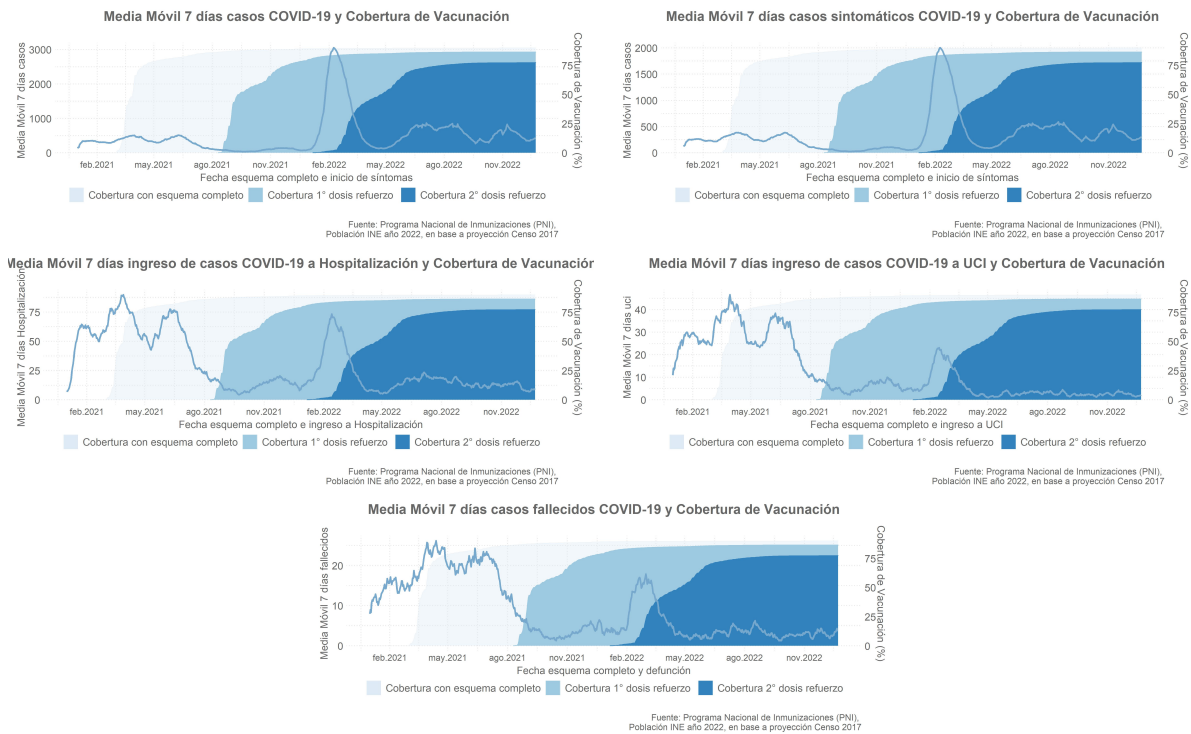 Media Móvil 7 días casos COVID-19 y Cobertura de Vacunación
Media Móvil 7 días casos
3000
2000
1000
0
Cobertura de Vacunación (%)
75
50
25
0
feb.2021 may.2021 ago.2021 nov.2021 feb.2022 may.2022 ago.2022 nov.2022
Fecha esquema completo e inicio de síntomas
Cobertura con esquema completo Cobertura 1° dosis refuerzo Cobertura 2° dosis refuerzo
Fuente: Programa Nacional de Inmunizaciones (PNI),
Población INE año 2022, en base a proyección Censo 2017
Media Móvil 7 días casos sintomáticos COVID-19 y Cobertura de Vacunación
Media Móvil 7 días casos
2000
1500
1000
500
0
Cobertura de Vacunación (%)
75
50
25
0
feb.2021 may.2021 ago.2021 nov.2021 feb.2022 may.2022 ago.2022 nov.2022
Fecha esquema completo e inicio de síntomas
Cobertura con esquema completo Cobertura 1° dosis refuerzo Cobertura 2° dosis refuerzo
Fuente: Programa Nacional de Inmunizaciones (PNI),
Población INE año 2022, en base a proyección Censo 2017
Media Móvil 7 días ingreso de casos COVID-19 a Hospitalización y Cobertura de Vacunación
Media Móvil 7 días Hospitalización
75
50
25
0
Cobertura de Vacunación (%)
75
50
25
0
feb.2021 may.2021 ago.2021 nov.2021 feb.2022 may.2022 ago.2022 nov.2022
Fecha esquema completo e ingreso a Hospitalización
Cobertura con esquema completo Cobertura 1° dosis refuerzo Cobertura 2° dosis refuerzo
Fuente: Programa Nacional de Inmunizaciones (PNI),
Población INE año 2022, en base a proyección Censo 2017
Media Móvil 7 días ingreso de casos COVID-19 a UCI y Cobertura de Vacunación
Media Móvil 7 días uci
40
30
20
10
0
Cobertura de Vacunación (%)
75
50
25
0
feb.2021 may.2021 ago.2021 nov.2021 feb.2022 may.2022 ago.2022 nov.2022
Fecha esquema completo e ingreso a UCI
Cobertura con esquema completo Cobertura 1° dosis refuerzo Cobertura 2° dosis refuerzo
Fuente: Programa Nacional de Inmunizaciones (PNI),
Población INE año 2022, en base a proyección Censo 2017
Media Móvil 7 días casos fallecidos COVID-19 y Cobertura de Vacunación
Media Móvil 7 días fallecidos
20
10
0
Cobertura de Vacunación (%)
75
50
25
0
feb.2021 may.2021 ago.2021 nov.2021 feb.2022 may.2022 ago.2022 nov.2022
Fecha esquema completo y defunción
Cobertura con esquema completo Cobertura 1° dosis refuerzo Cobertura 2° dosis refuerzo
Fuente: Programa Nacional de Inmunizaciones (PNI),
Población INE año 2022, en base a proyección Censo 2017